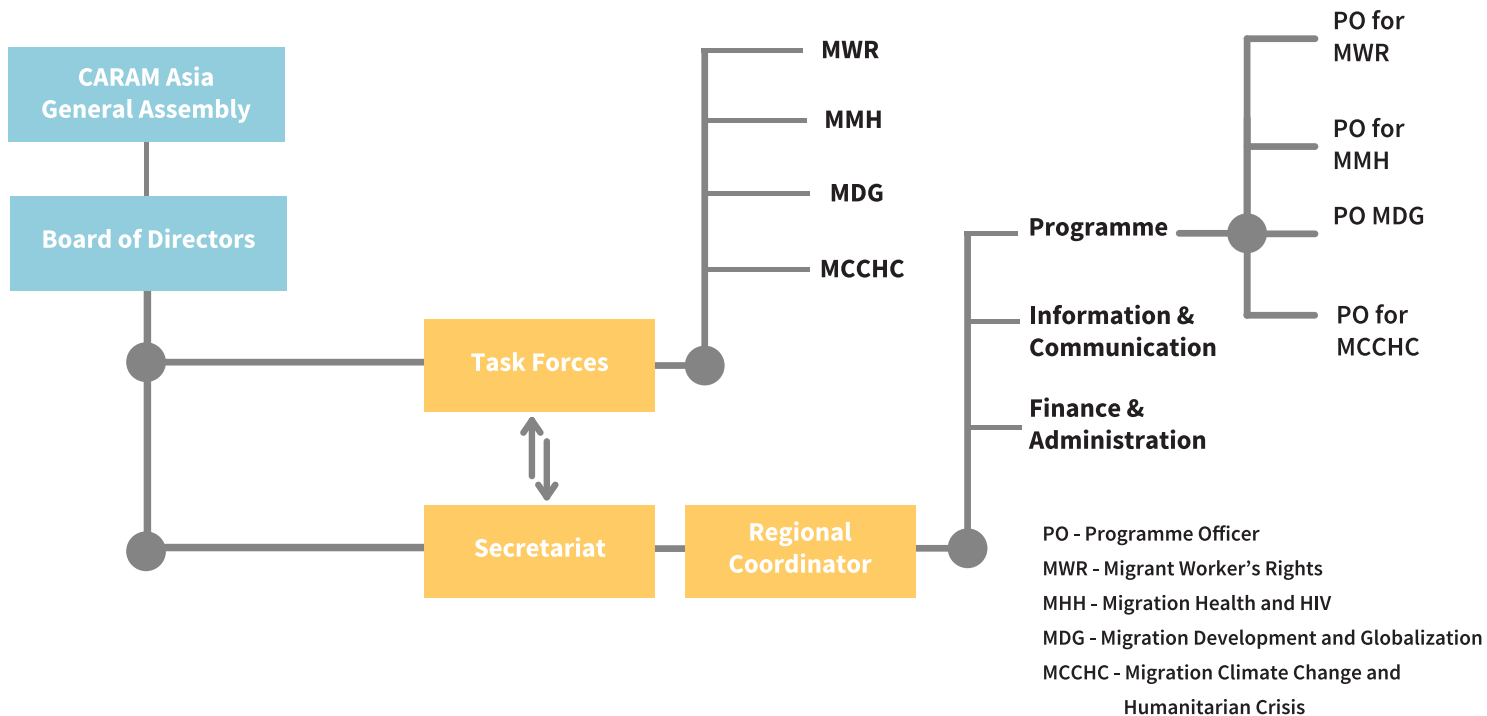 CARAM Asia
General Assembly
Board of Directors
Task Forces
Secretariat
Regional
Coordinator
MWR
MMH
MDG
MCCHC
Programme
Information &
Communication
Finance &
Administration
PO for
MWR
PO for
MMH
PO MDG
PO for
MCCHC
PO - Programme Officer
MWR - Migrant Worker’s Rights
MHH - Migration Health and HIV
MDG - Migration Development and Globalization
MCCHC - Migration Climate Change and
Humanitarian Crisis